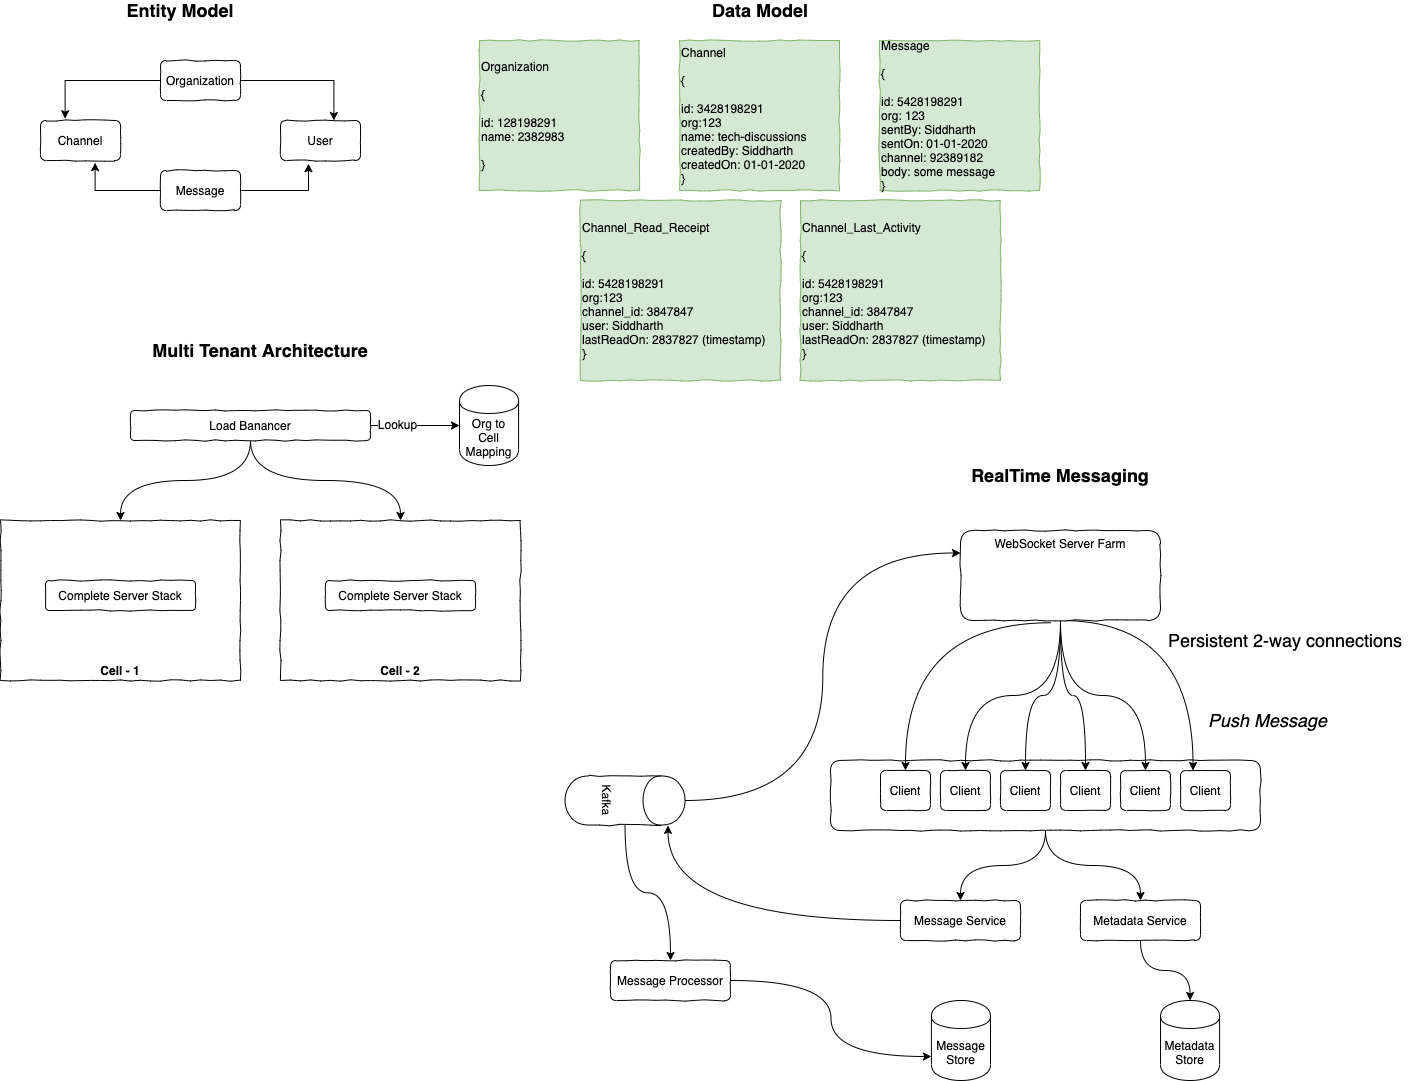 Entity Model
Organization
Channel
User
Message
Data Model
Organization
{
id: 128198291
name: 2382983
}
Channel
{
id: 3428198291
org:123
name: tech-discussions
createdBy: Siddharth
createdOn: 01-01-2020
}
Message
{
id: 5428198291
org: 123
sentBy: Siddharth
sentOn: 01-01-2020
channel: 92389182
body: some message
}
Channel_Read_Receipt
{
id: 5428198291
org:123
channel_id: 3847847
user: Siddharth
lastReadOn: 2837827 (timestamp)
}
Channel_Last_Activity
{
id: 5428198291
org:123
channel_id: 3847847
user: Siddharth
lastReadOn: 2837827 (timestamp)
}
Multi Tenant Architecture
Load Banancer
Lookup
Org to
Cell
Mapping
Complete Server Stack
Cell - 1
Complete Server Stack
Cell - 2
RealTime Messaging
WebSocket Server Farm
Persistent 2-way connections
Push Message
Client
Client
Client
Client
Client
Client
Kafka
Message Service
Metadata Service
Message Processor
Message
Store
Metadata
Store